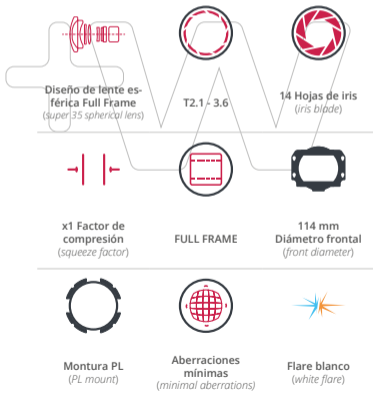 Diseño de lente es-
férica Full Frame
(super 35 spherical lens)
T2.1 - 3.6
14 Hojas de iris
(iris blade)
x1 Factor de
compresión
(squeeze factor)
FULL FRAME
114 mm
Diámetro frontal
(front diameter)
Montura PL
(PL mount)
Aberraciones
mínimas
(minimal aberrations)
Flare blanco
(white flare)